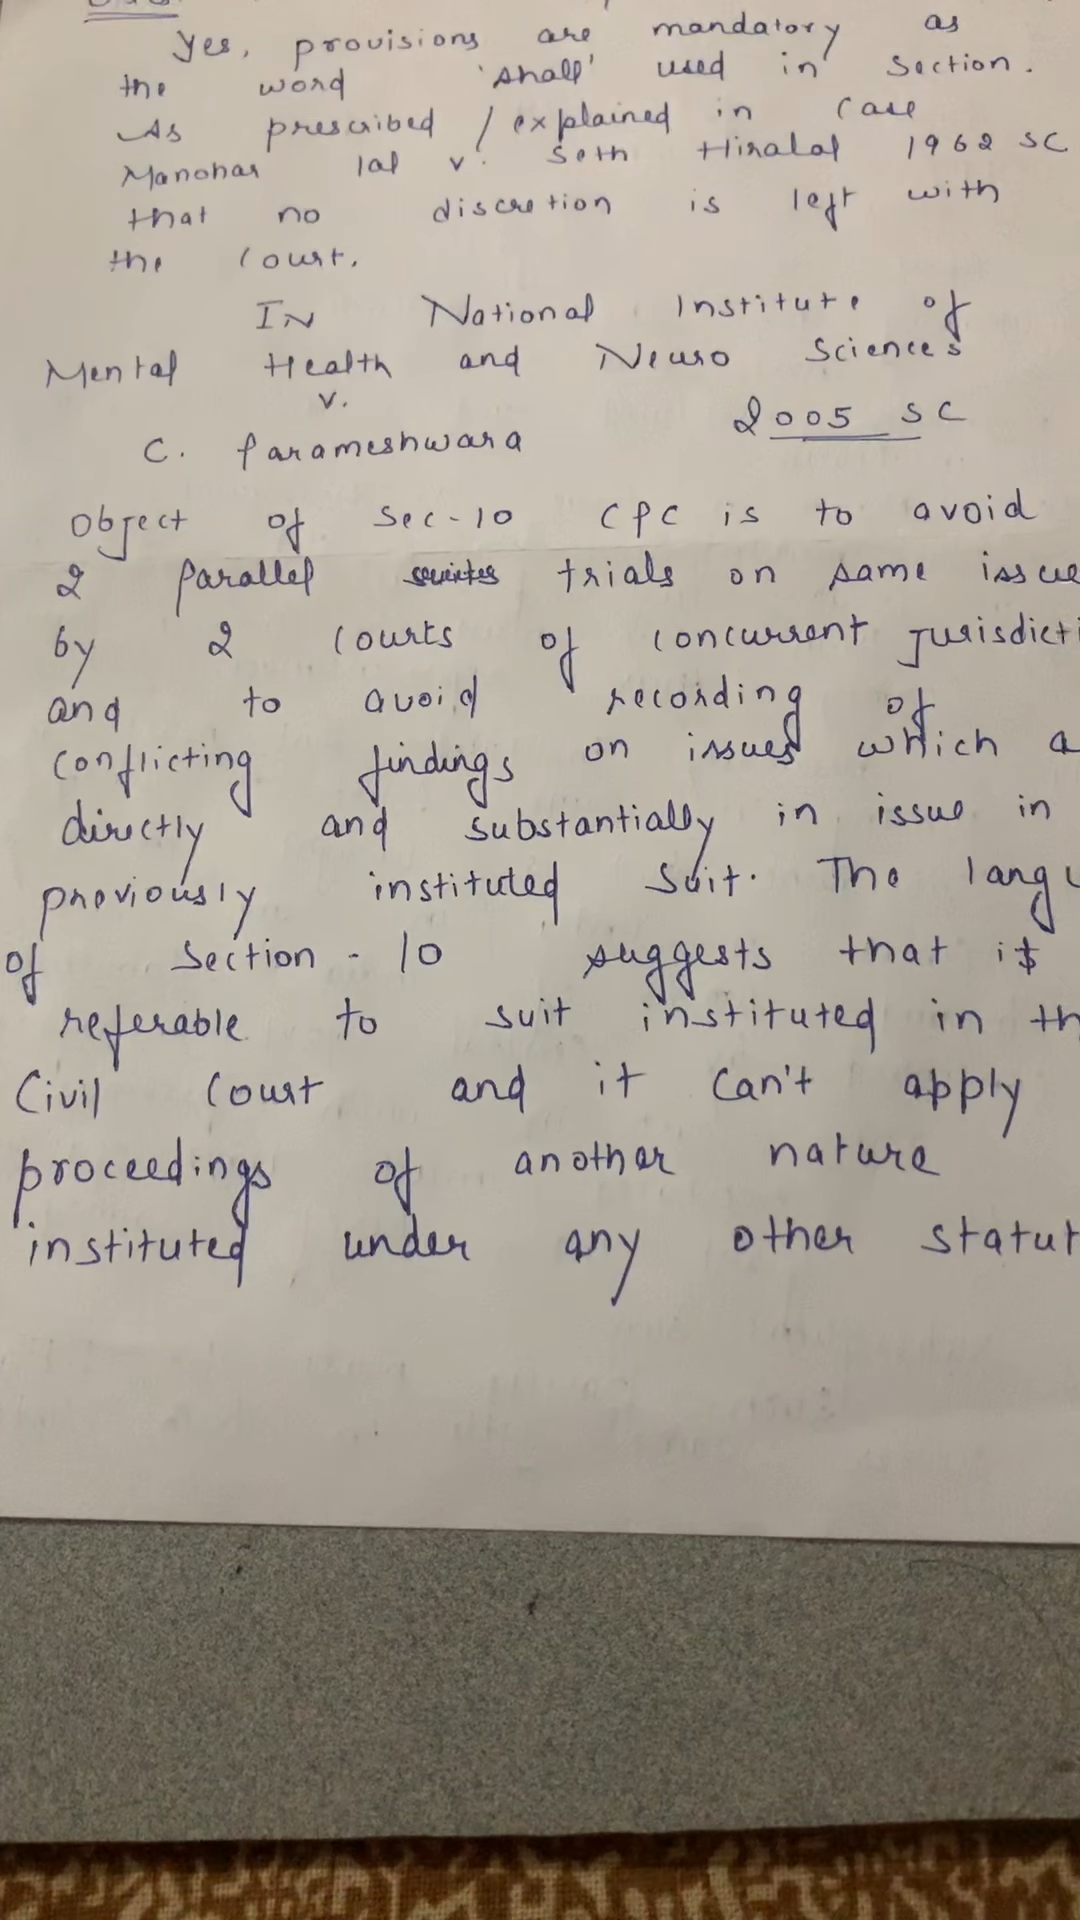 Yes, provisions are mandatory as
the word 'shall' used in section.
As prescribed / explained in case
Manohar lal v. Seth Hiralal 1962 SC
that no discretion is left with
the court.
IN National Institute of
Mental Health and Neuro Sciences
v.
C. Parameshwara 2005 SC
Object of Sec-10 CPC is to avoid
2 parallel trials on same issue
by 2 courts of concurrent jurisdicti
and to avoid recording of
conflicting findings on issues which a
directly and substantially in issue in
previously instituted suit. The langu
of Section - 10 suggests that it
referable to suit instituted in th
Civil Court and it can't apply
proceedings of another nature
instituted under any other statut